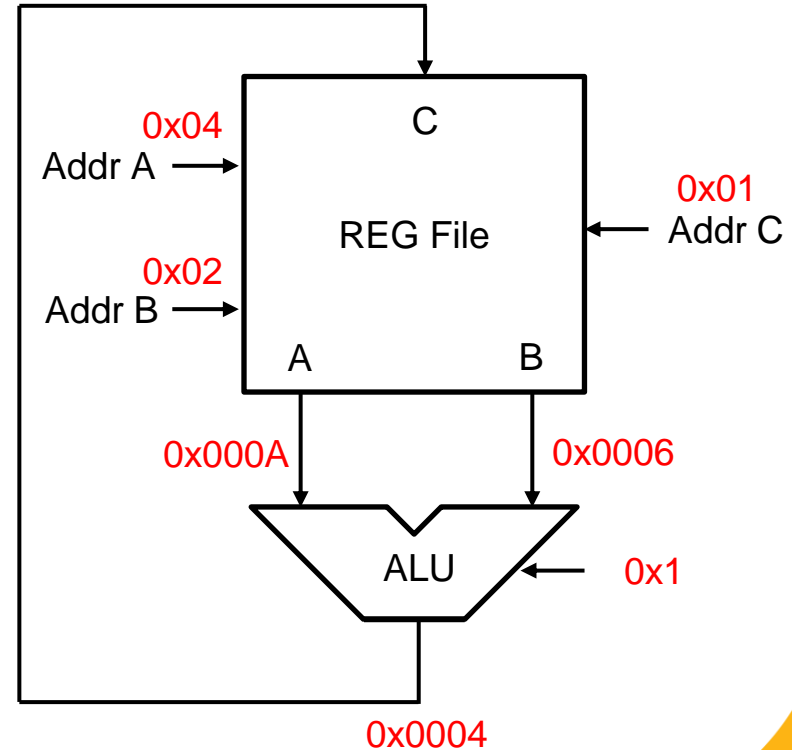 C
0x04
Addr A
0x01
REG File
Addr C
0x02
Addr B
A
B
0x000A
0x0006
ALU
0x1
0x0004